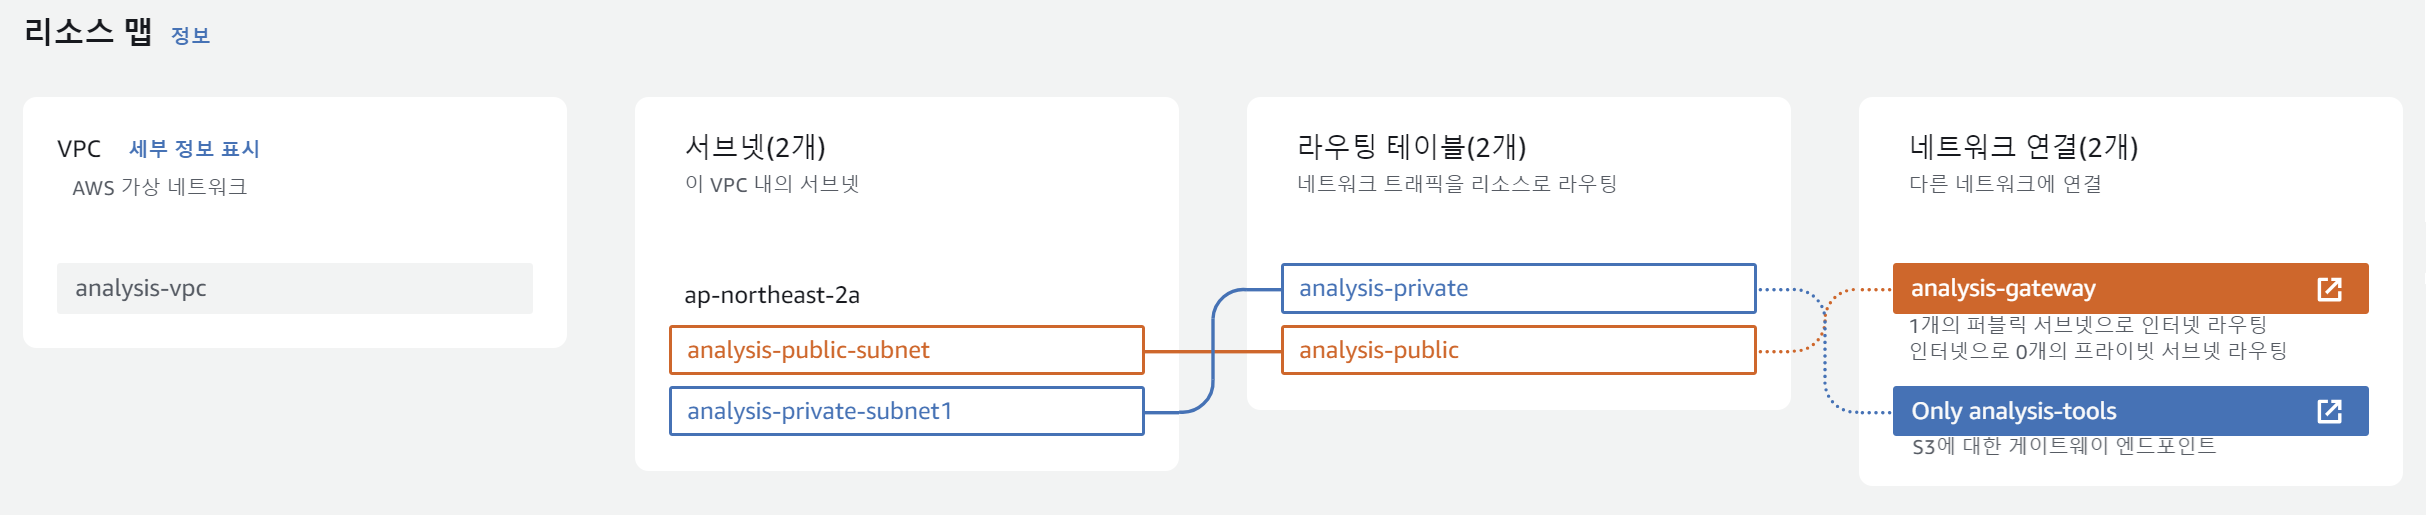 리소스 맵 정보
VPC 세부 정보 표시
AWS 가상 네트워크
analysis-vpc
서브넷(2개)
이 VPC 내의 서브넷
ap-northeast-2a
analysis-public-subnet
analysis-private-subnet1
라우팅 테이블(2개)
네트워크 트래픽을 리소스로 라우팅
analysis-private
analysis-public
네트워크 연결(2개)
다른 네트워크에 연결
analysis-gateway
1개의 퍼블릭 서브넷으로 인터넷 라우팅
인터넷으로 0개의 프라이빗 서브넷 라우팅
Only analysis-tools
S3에 대한 게이트웨이 엔드포인트